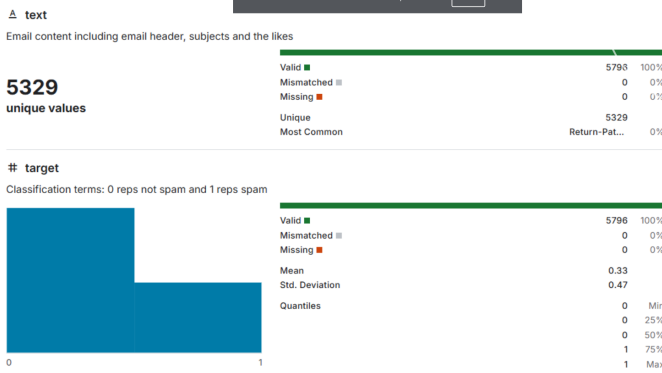 A text
Email content including email header, subjects and the likes
5329
unique values
Valid 5796 100%
Mismatched 0 0%
Missing 0 0%
Unique 5329
Most Common Return-Pat... 0%
# target
Classification terms: 0 reps not spam and 1 reps spam
Valid 5796 100%
Mismatched 0 0%
Missing 0 0%
Mean 0.33
Std. Deviation 0.47
Quantiles 0 Min
0 25%
0 50%
1 75%
1 Max
0 1